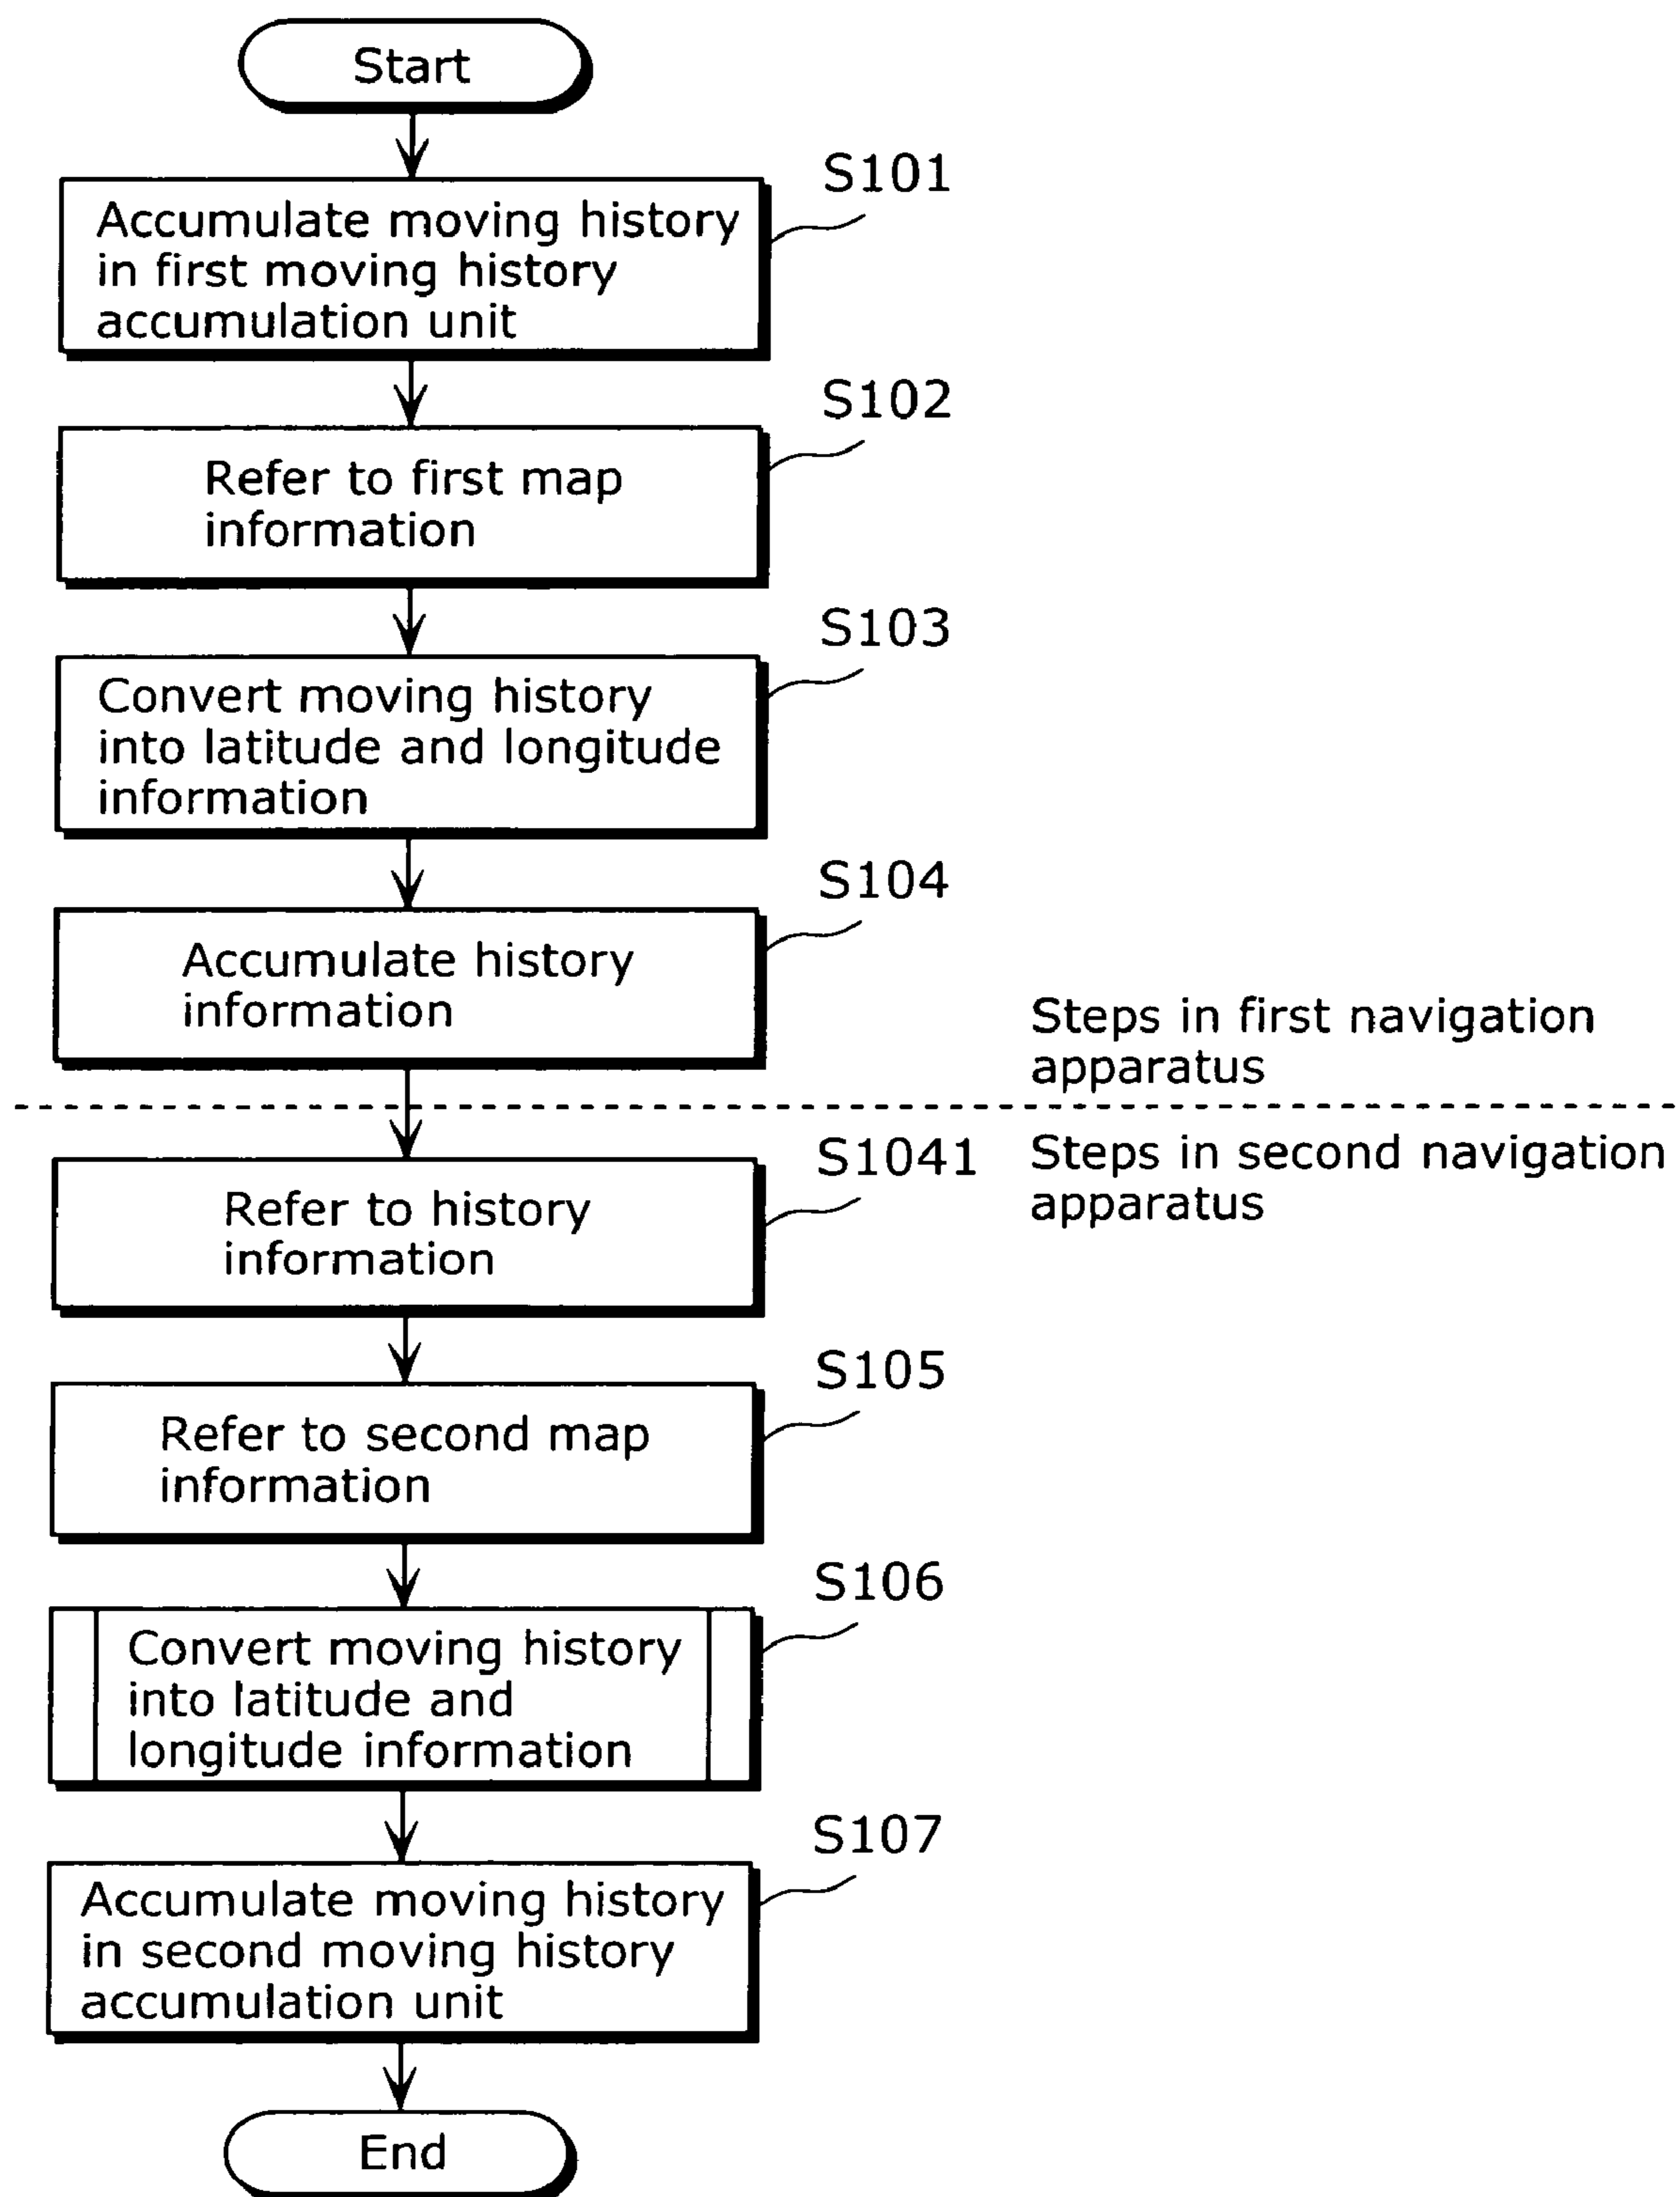 Start
S101
Accumulate moving history
in first moving history
accumulation unit
S102
Refer to first map
information
S103
Convert moving history
into latitude and longitude
information
S104
Accumulate history
information
Steps in first navigation
apparatus
S1041
Steps in second navigation
apparatus
Refer to history
information
S105
Refer to second map
information
S106
Convert moving history
into latitude and
longitude information
S107
Accumulate moving history
in second moving history
accumulation unit
End